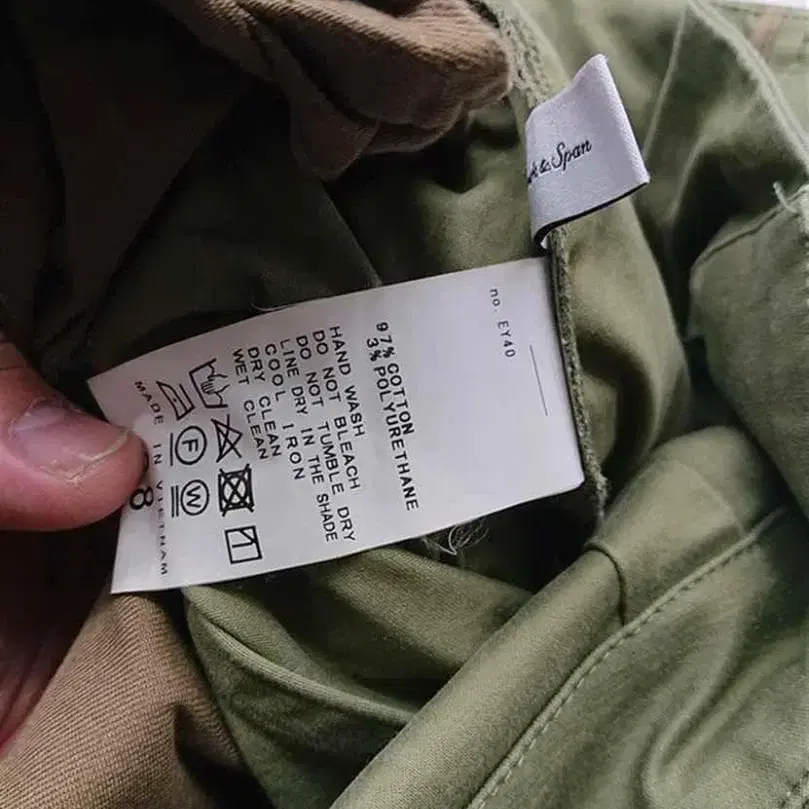 & Span
no. EY40
97% COTTON
3% POLYURETHANE
HAND WASH
DO NOT BLEACH
DO NOT TUMBLE DRY
LINE DRY IN THE SHADE
COOL IRON
DRY CLEAN
WET CLEAN
F
W
MADE IN VIETNAM
8